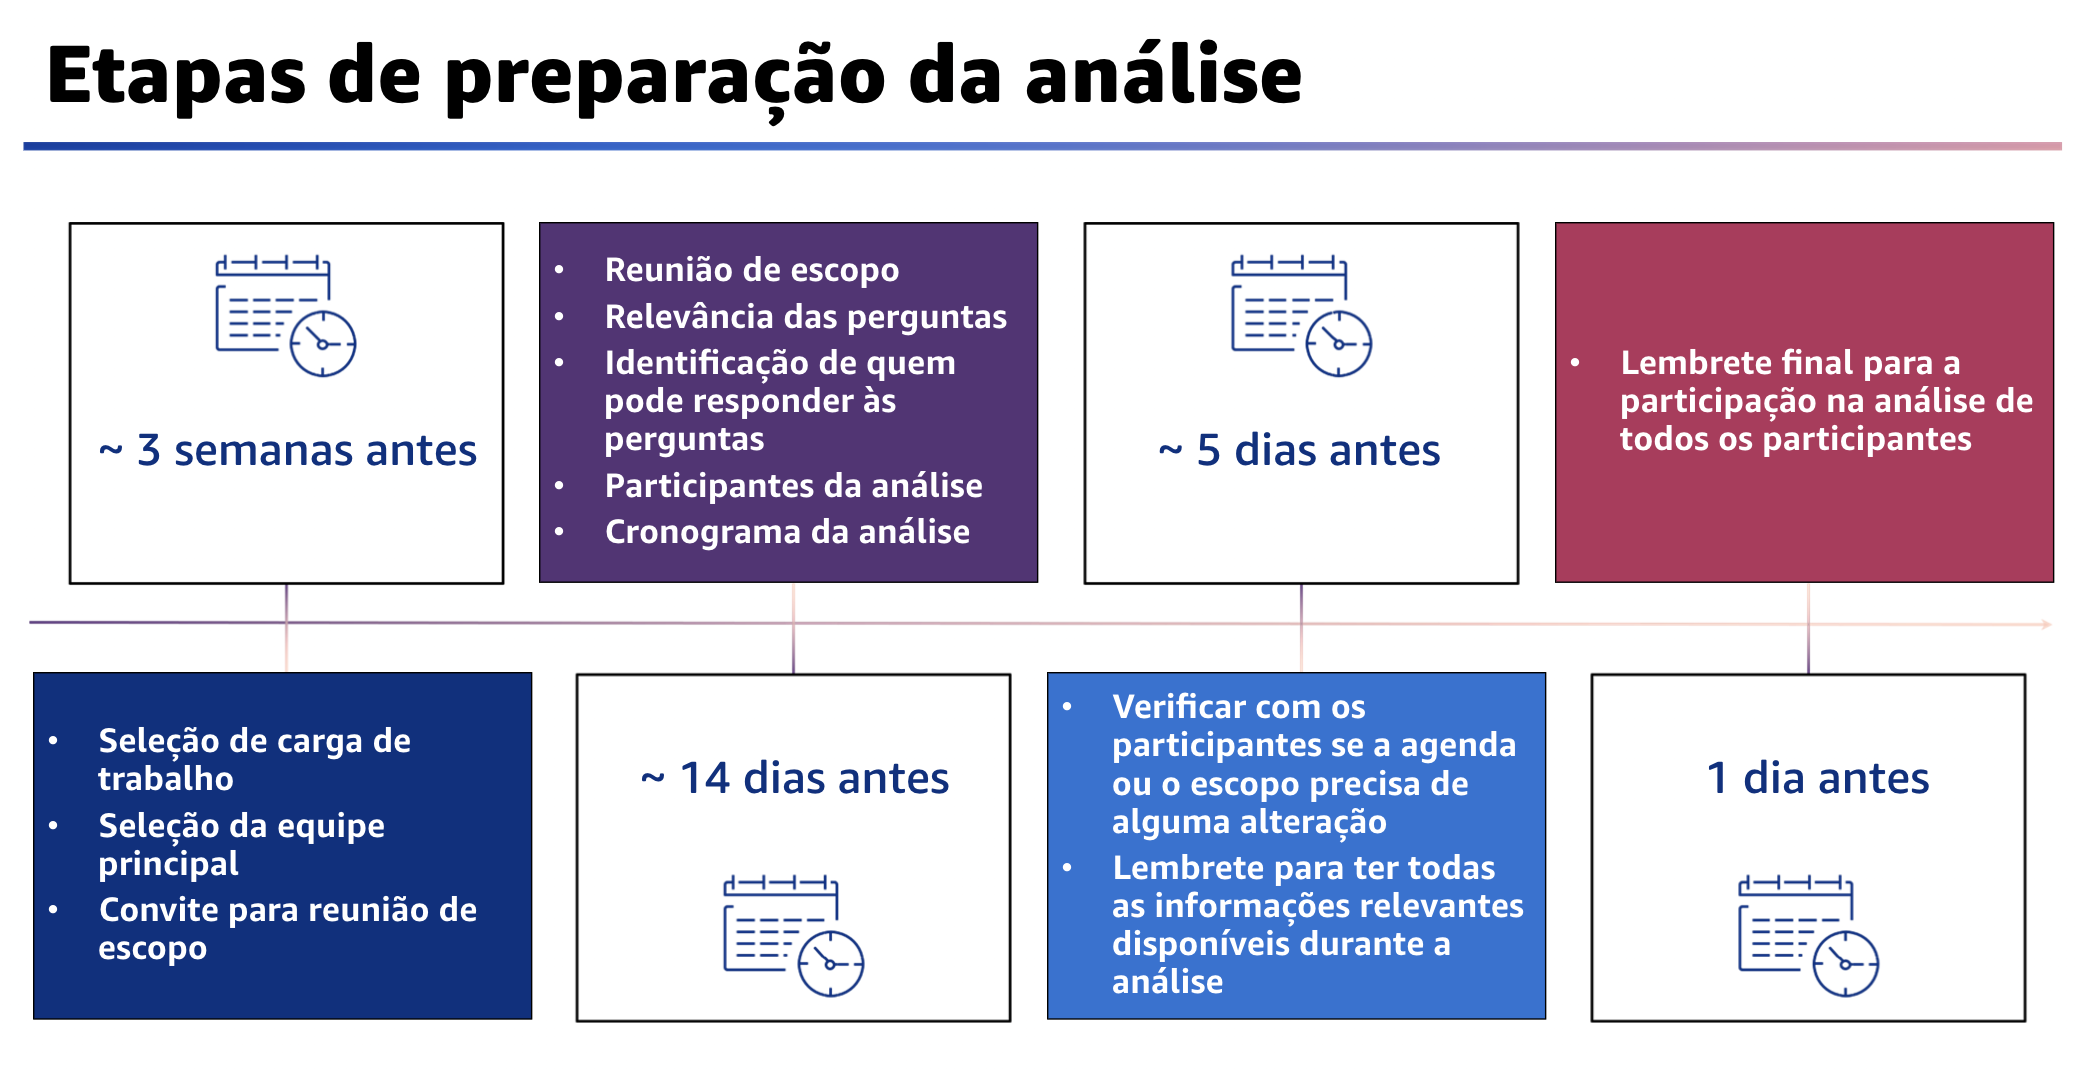 Etapas de preparação da análise
~ 3 semanas antes
• Seleção de carga de
trabalho
• Seleção da equipe
principal
• Convite para reunião de
escopo
• Reunião de escopo
• Relevância das perguntas
• Identificação de quem
pode responder às
perguntas
• Participantes da análise
• Cronograma da análise
~ 14 dias antes
~ 5 dias antes
• Verificar com os
participantes se a agenda
ou o escopo precisa de
alguma alteração
• Lembrete para ter todas
as informações relevantes
disponíveis durante a
análise
• Lembrete final para a
participação na análise de
todos os participantes
1 dia antes